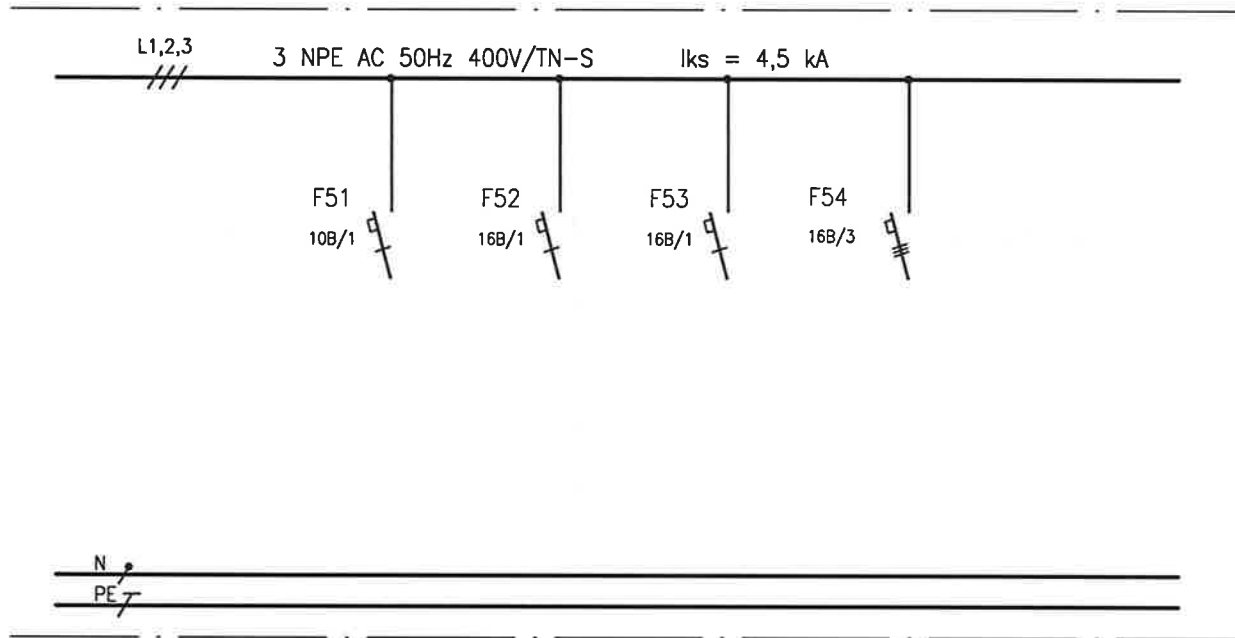 L1,2,3
3 NPE AC 50Hz 400V/TN-S Iks = 4,5 kA
F51 F52 F53 F54
10B/1 16B/1 16B/1 16B/3
N
PE